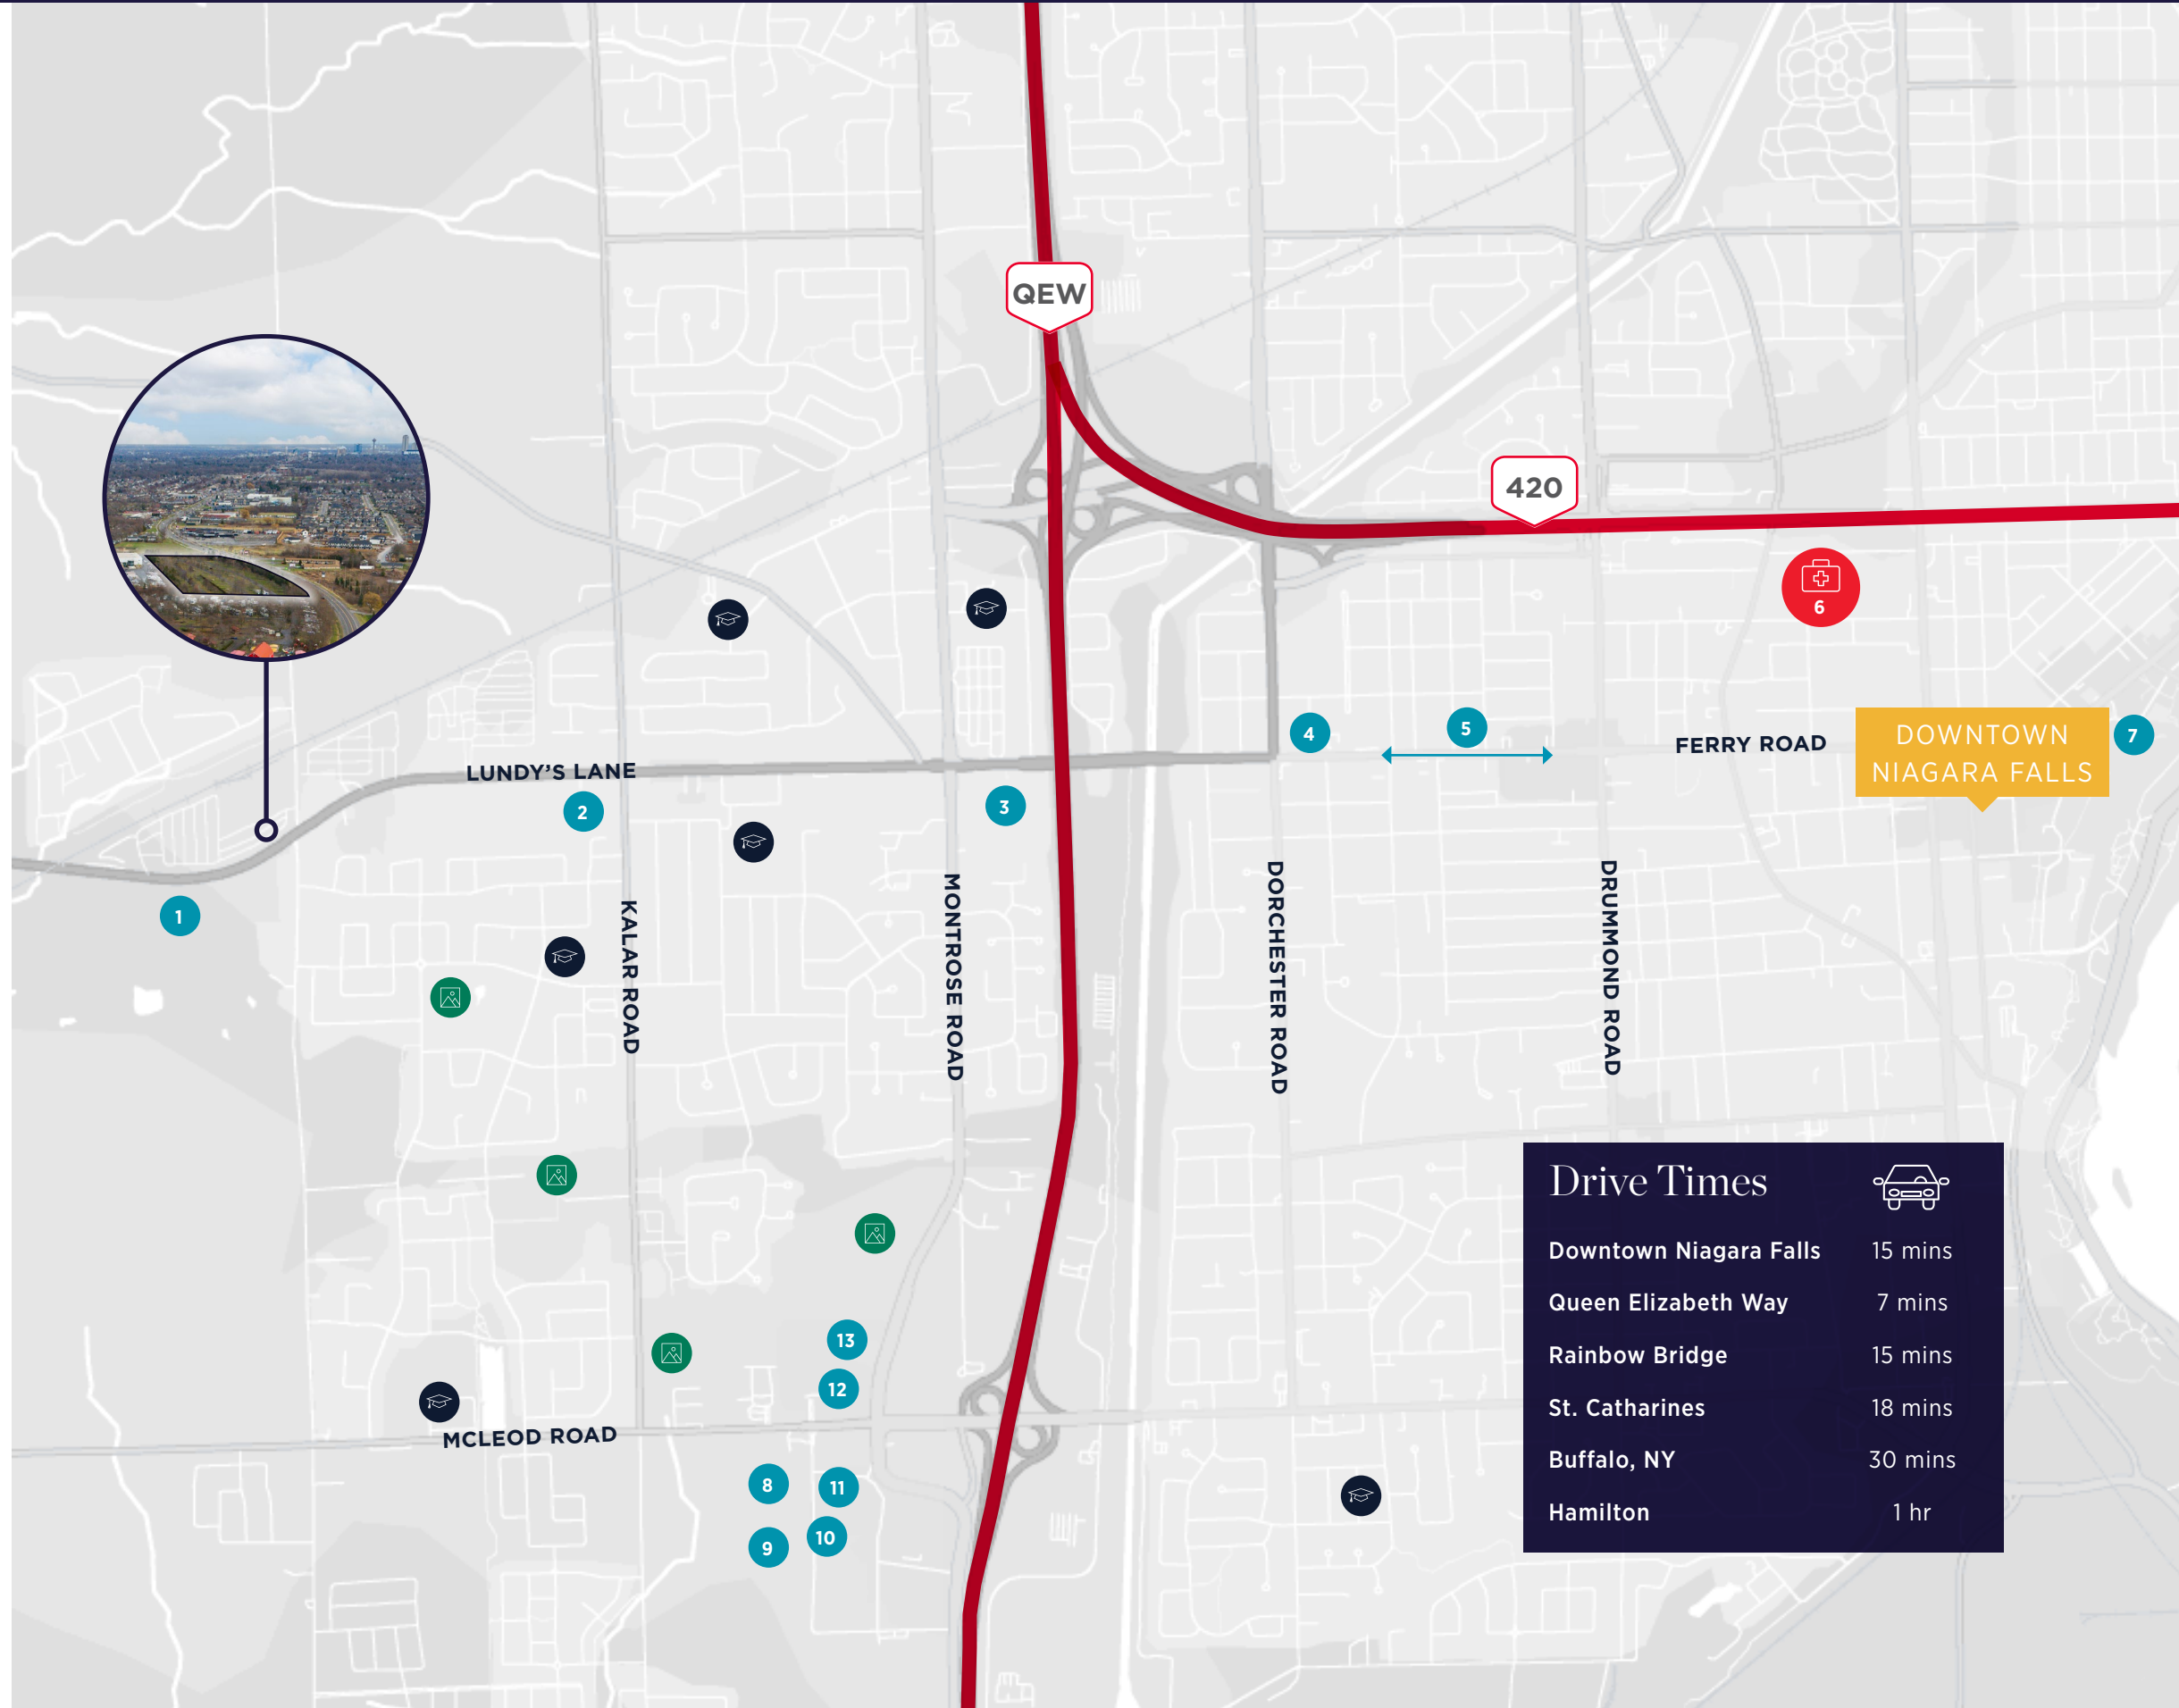 QEW
420
6
4
5
FERRY ROAD
DOWNTOWN
NIAGARA FALLS
7
LUNDY'S LANE
2
3
1
KALAR ROAD
MONTROSE ROAD
DORCHESTER ROAD
DRUMMOND ROAD
13
12
MCLEOD ROAD
8
11
9
10
Drive Times
Downtown Niagara Falls 15 mins
Queen Elizabeth Way 7 mins
Rainbow Bridge 15 mins
St. Catharines 18 mins
Buffalo, NY 30 mins
Hamilton 1 hr